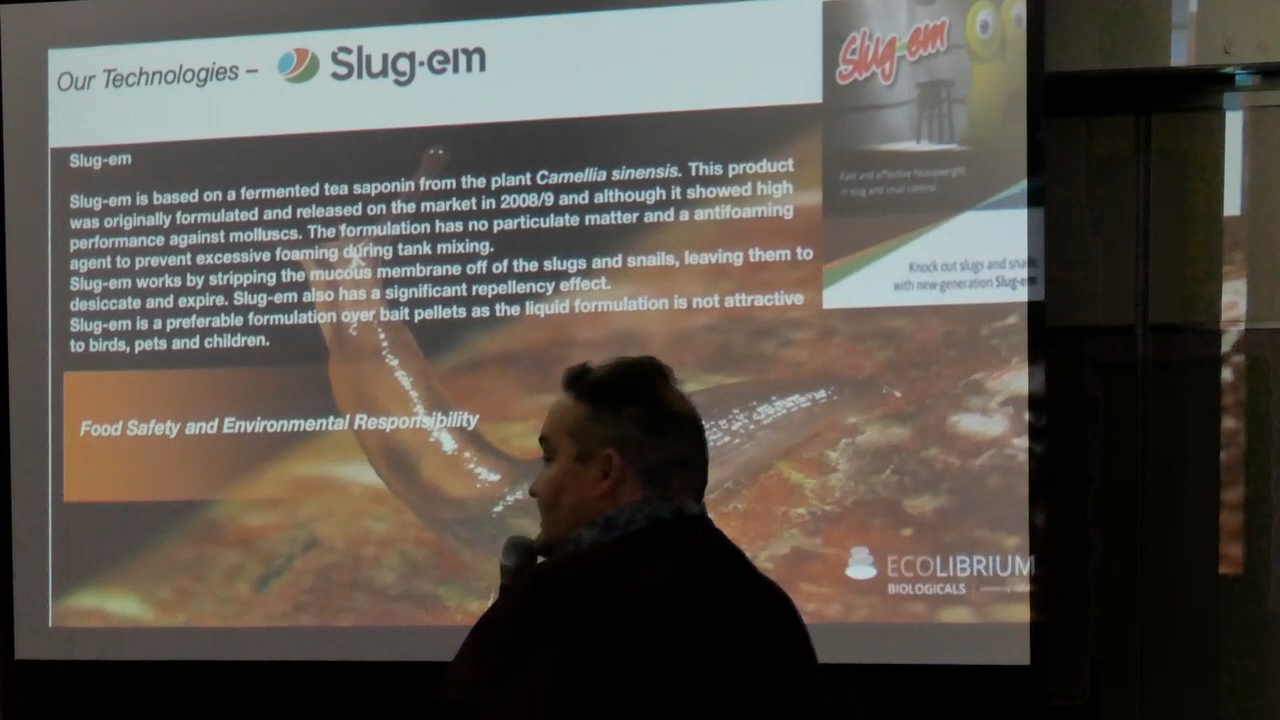 Our Technologies – Slug-em
Slug-em
Slug-em is based on a fermented tea saponin from the plant Camellia sinensis. This product
was originally formulated and released on the market in 2008/9 and although it showed high
performance against molluscs. The formulation has no particulate matter and a antifoaming
agent to prevent excessive foaming during tank mixing.
Slug-em works by stripping the mucous membrane off of the slugs and snails, leaving them to
desiccate and expire. Slug-em also has a significant repellency effect.
Slug-em is a preferable formulation over bait pellets as the liquid formulation is not attractive
to birds, pets and children.
Food Safety and Environmental Responsibility
Slug-em
Fast and effective heavyweight
in slug and snail control
Knock out slugs and snails
with new-generation Slug-em
ECOLIBRIUM
BIOLOGICALS